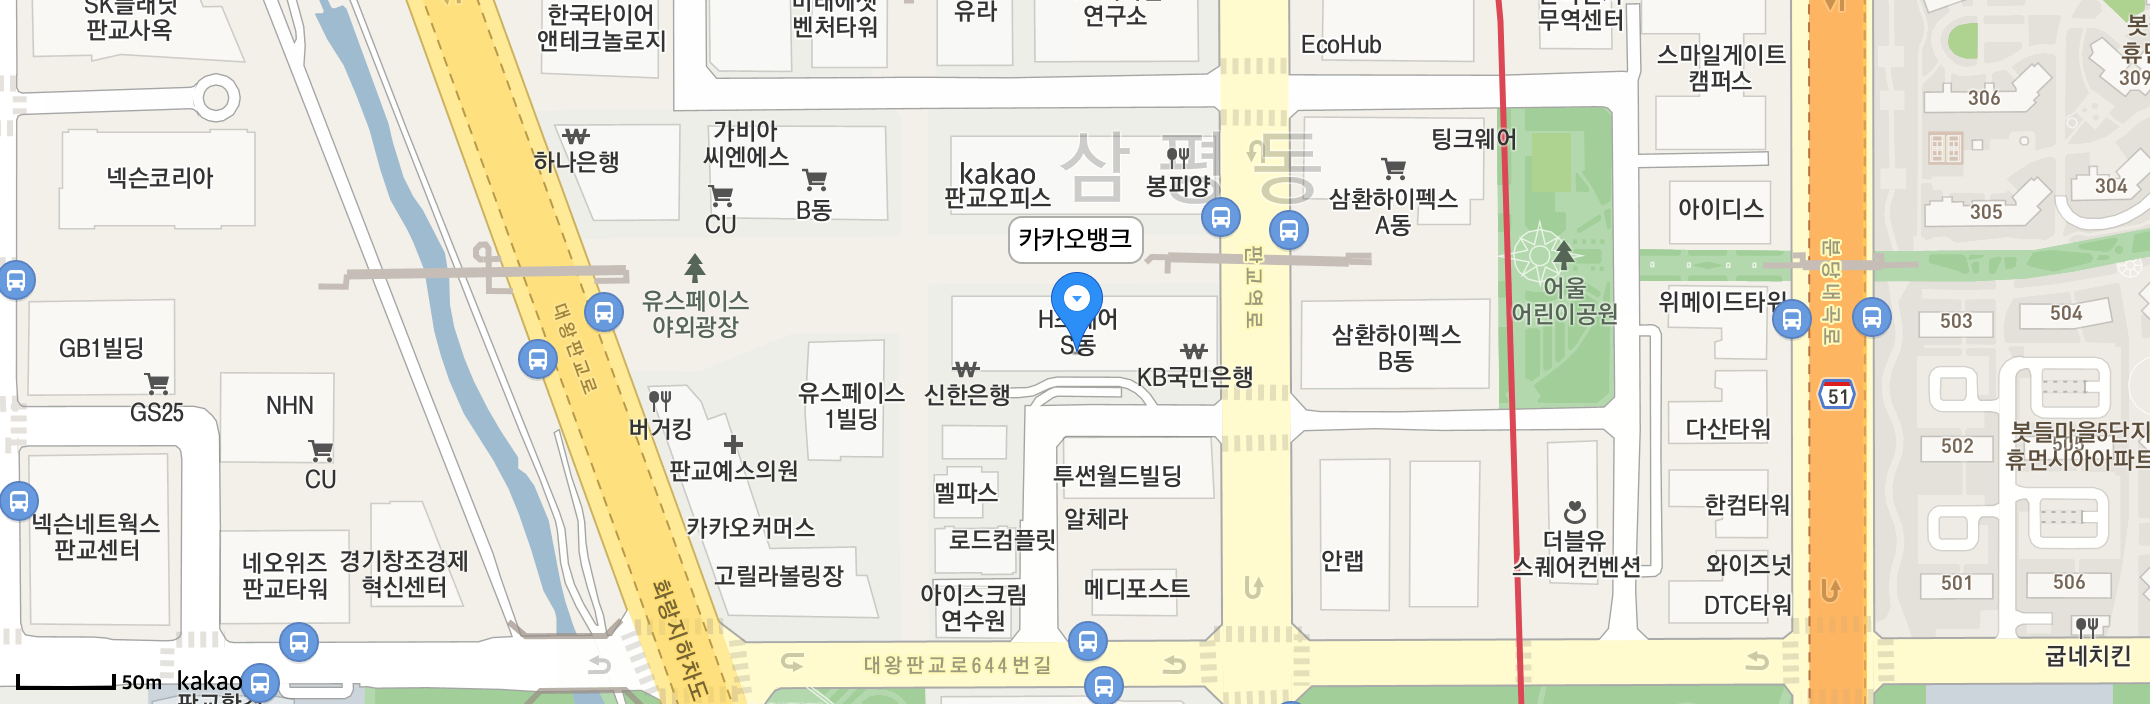 SK플래닛
판교사옥
한국타이어
앤테크놀로지
미래에셋
벤처타워
유라
연구소
EcoHub
무역센터
스마일게이트
캠퍼스
306
309
넥슨코리아
하나은행
가비아
씨엔에스
CU
B동
kakao
판교오피스
삼평동
봉피양
팅크웨어
삼환하이펙스
A동
아이디스
304
305
카카오뱅크
유스페이스
야외광장
대왕판교로
판교역로
어울
어린이공원
위메이드타워
분당내곡로
503
504
GB1빌딩
GS25
NHN
CU
S동
신한은행
KB국민은행
삼환하이펙스
B동
51
버거킹
유스페이스
1빌딩
판교예스의원
다산타워
502
505
봇들마을5단지
휴먼시아아파트
넥슨네트웍스
판교센터
멜파스
투썬월드빌딩
알체라
로드컴플릿
카카오커머스
고릴라볼링장
한컴타워
더블유
스퀘어컨벤션
안랩
와이즈넛
DTC타워
501
506
네오위즈
판교타워
경기창조경제
혁신센터
아이스크림
연수원
메디포스트
화랑지하차도
대왕판교로644번길
굽네치킨
50m
kakao